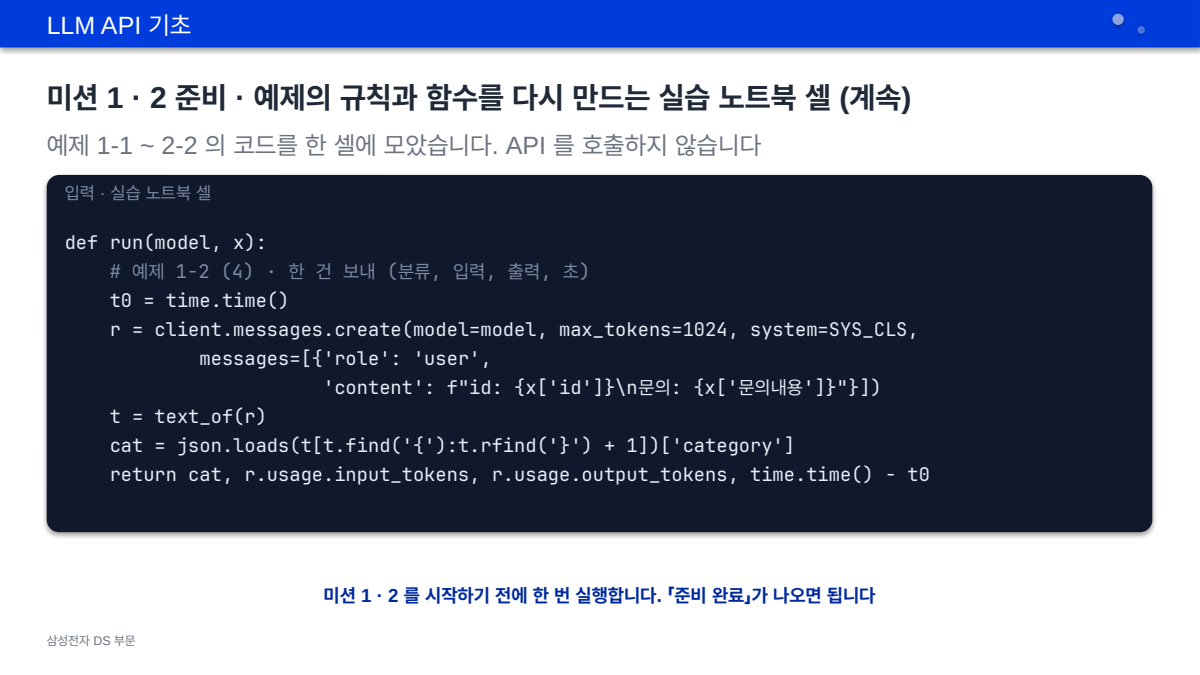 LLM API 기초
미션 1 · 2 준비 · 예제의 규칙과 함수를 다시 만드는 실습 노트북 셀 (계속)
예제 1-1 ~ 2-2 의 코드를 한 셀에 모았습니다. API 를 호출하지 않습니다
입력 · 실습 노트북 셀
def run(model, x):
    # 예제 1-2 (4) · 한 건 보내 (분류, 입력, 출력, 초)
    t0 = time.time()
    r = client.messages.create(model=model, max_tokens=1024, system=SYS_CLS,
            messages=[{'role': 'user',
                       'content': f"id: {x['id']}\n문의: {x['문의내용']}"}])
    t = text_of(r)
    cat = json.loads(t[t.find('{'):t.rfind('}') + 1])['category']
    return cat, r.usage.input_tokens, r.usage.output_tokens, time.time() - t0
미션 1 · 2 를 시작하기 전에 한 번 실행합니다. 「준비 완료」가 나오면 됩니다
삼성전자 DS 부문